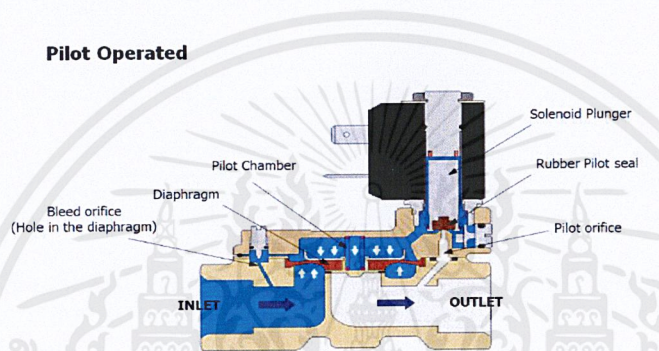 Pilot Operated
Solenoid Plunger
Pilot Chamber
Rubber Pilot seal
Diaphragm
Bleed orifice
(Hole in the diaphragm)
Pilot orifice
INLET
OUTLET